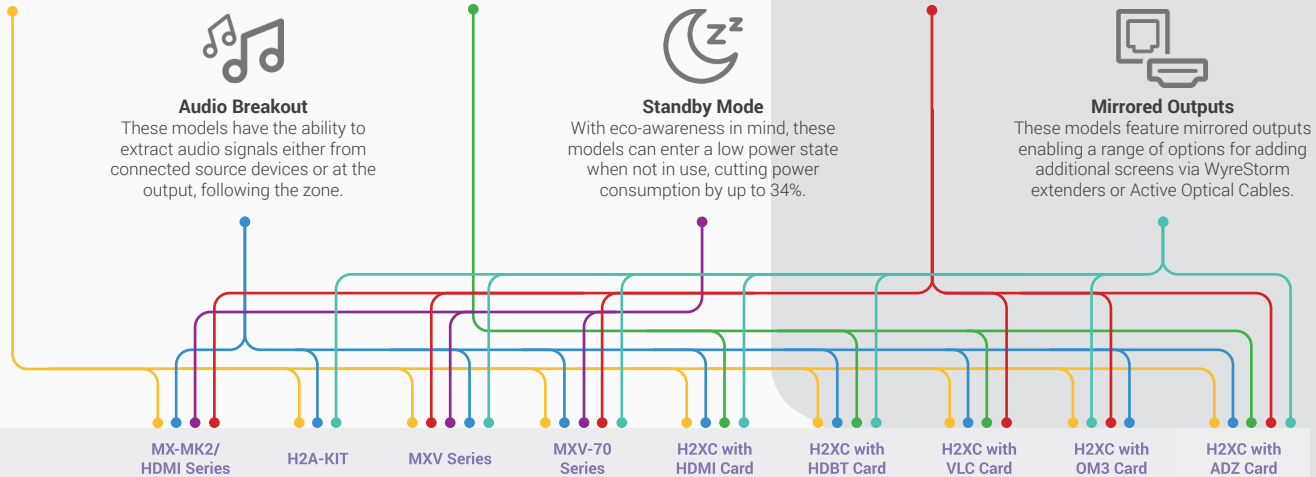 Audio Breakout
These models have the ability to
extract audio signals either from
connected source devices or at the
output, following the zone.
zz
Standby Mode
With eco-awareness in mind, these
models can enter a low power state
when not in use, cutting power
consumption by up to 34%.
Mirrored Outputs
These models feature mirrored outputs
enabling a range of options for adding
additional screens via WyreStorm
extenders or Active Optical Cables.
MX-MK2/
HDMI Series
H2A-KIT
MXV Series
MXV-70
Series
H2XC with
HDMI Card
H2XC with
HDBT Card
H2XC with
VLC Card
H2XC with
OM3 Card
H2XC with
ADZ Card